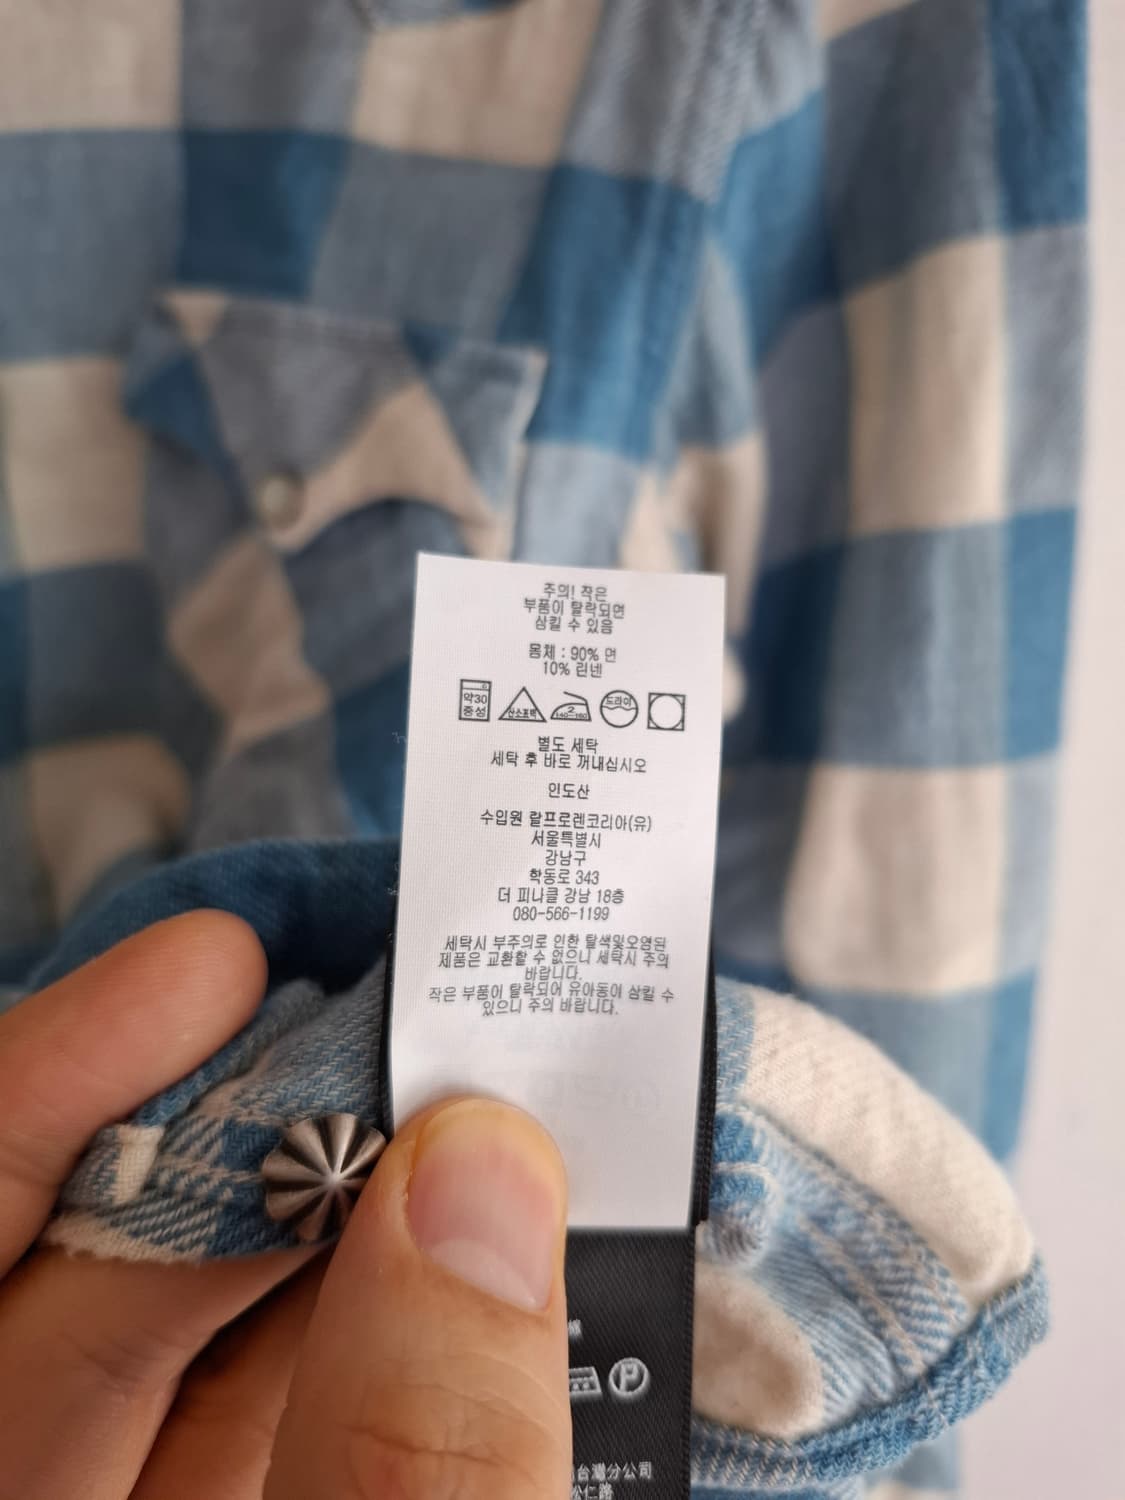 주의! 작은
부품이 탈락되면
삼킬 수 있음
몸체 : 90% 면
10% 린넨
약30
중성
산소표백
2
140~160
드라이
별도 세탁
세탁 후 바로 꺼내십시오
인도산
수입원 랄프로렌코리아(유)
서울특별시
강남구
학동로 343
더 피나클 강남 18층
080-566-1199
세탁시 부주의로 인한 탈색및오염된
제품은 교환할 수 없으니 세탁시 주의
바랍니다.
작은 부품이 탈락되어 유아동이 삼킬 수
있으니 주의 바랍니다.
P
台灣分公司
仁路